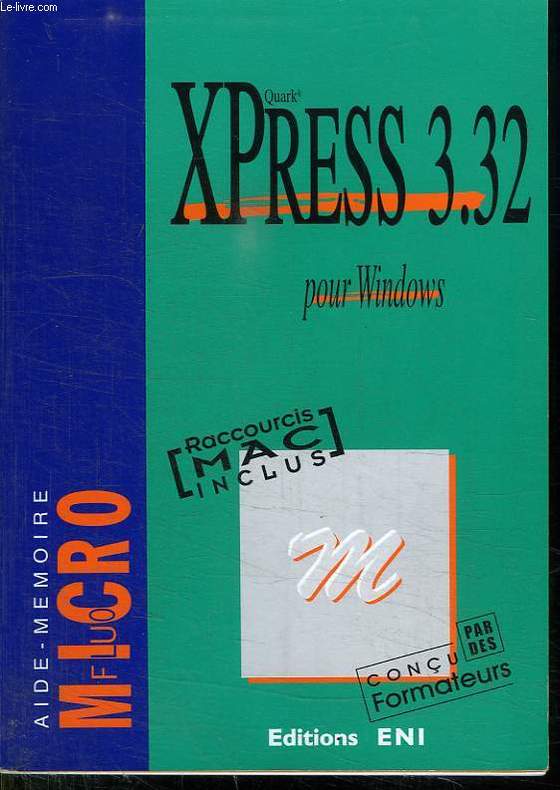 Le-livre.com
Quark®
XPRESS 3.32
pour Windows
[Raccourcis
MAC
INCLUS]
AIDE-MEMOIRE
MICRO
FLUO
m
CONÇU
PAR
DES
Formateurs
Editions ENI